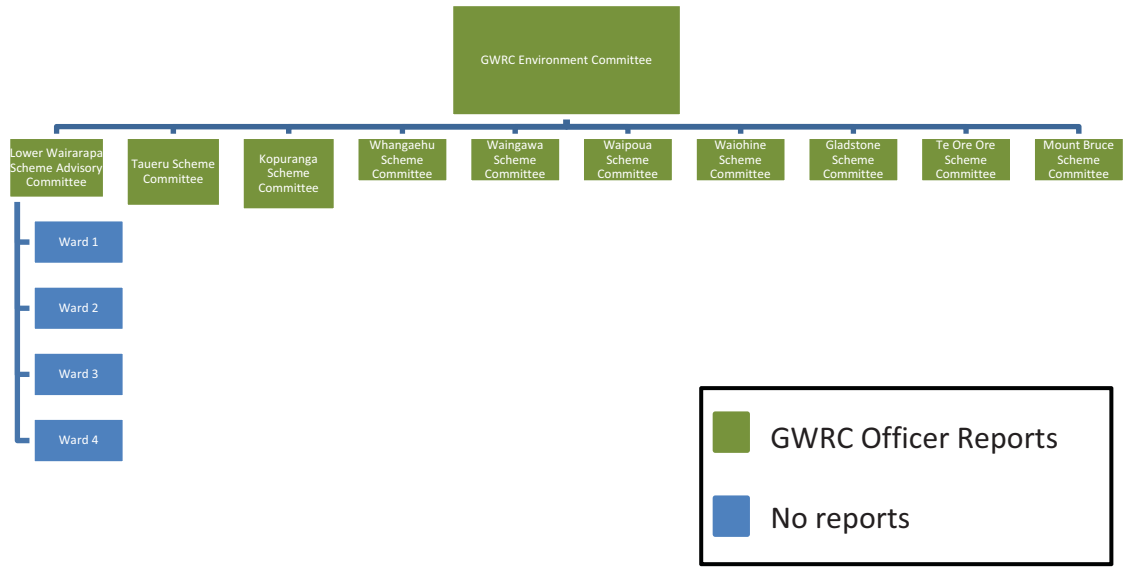 GWRC Environment Committee
Lower Wairarapa
Scheme Advisory
Committee
Taueru Scheme
Committee
Kopuranga
Scheme
Committee
Whangaehu
Scheme
Committee
Waingawa
Scheme
Committee
Waipoua
Scheme
Committee
Waiohine
Scheme
Committee
Gladstone
Scheme
Committee
Te Ore Ore
Scheme
Committee
Mount Bruce
Scheme
Committee
Ward 1
Ward 2
Ward 3
Ward 4
GWRC Officer Reports
No reports